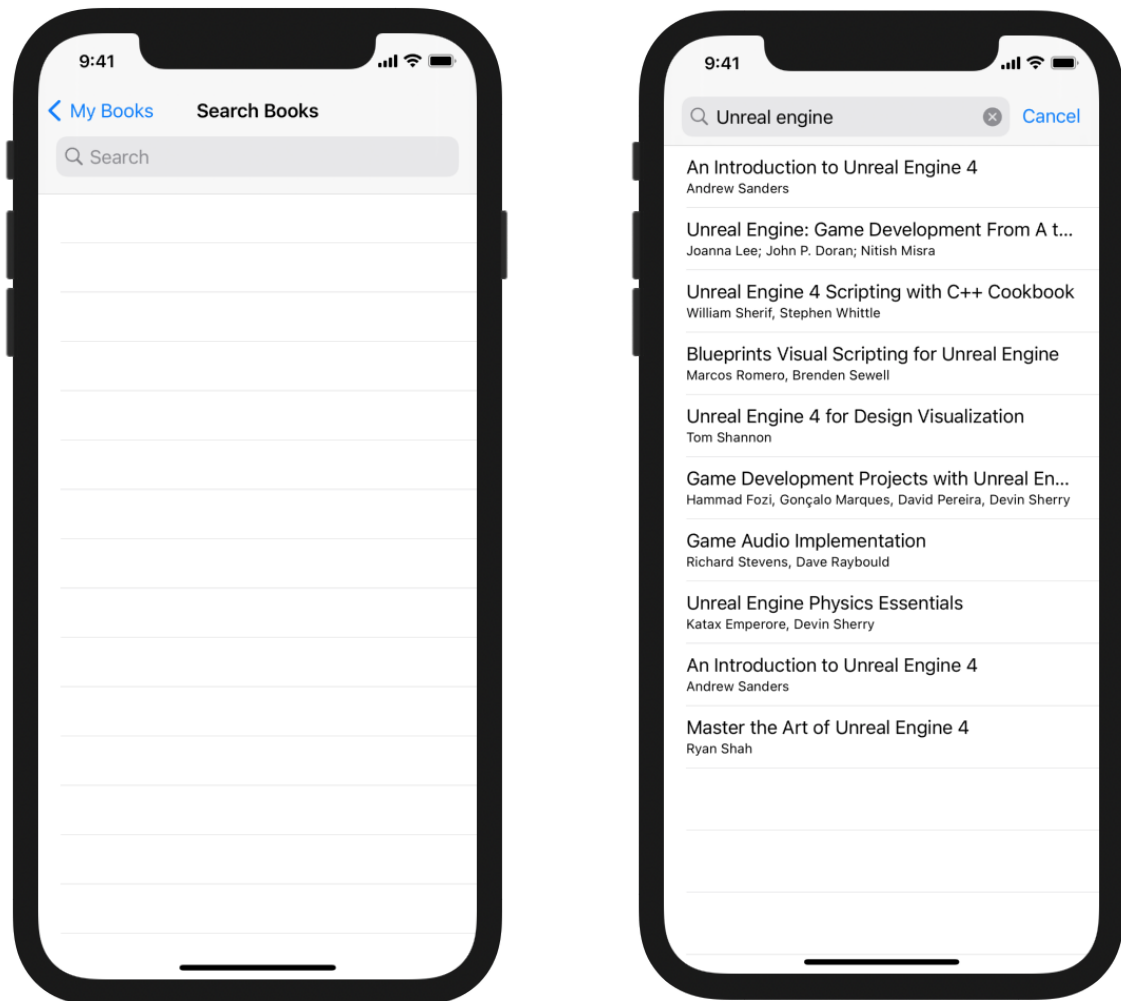 9:41
My Books
Search Books
Search
9:41
Unreal engine
Cancel
An Introduction to Unreal Engine 4
Andrew Sanders
Unreal Engine: Game Development From A t...
Joanna Lee; John P. Doran; Nitish Misra
Unreal Engine 4 Scripting with C++ Cookbook
William Sherif, Stephen Whittle
Blueprints Visual Scripting for Unreal Engine
Marcos Romero, Brenden Sewell
Unreal Engine 4 for Design Visualization
Tom Shannon
Game Development Projects with Unreal En...
Hammad Fozi, Gonçalo Marques, David Pereira, Devin Sherry
Game Audio Implementation
Richard Stevens, Dave Raybould
Unreal Engine Physics Essentials
Katax Emperore, Devin Sherry
An Introduction to Unreal Engine 4
Andrew Sanders
Master the Art of Unreal Engine 4
Ryan Shah